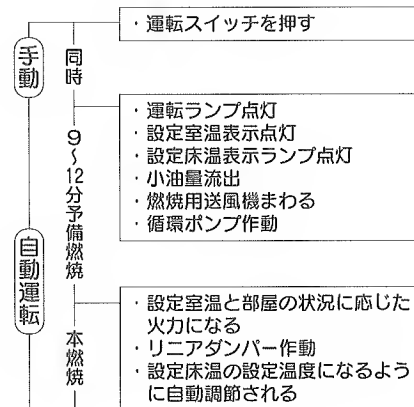 ・運転スイッチを押す
手動
同時
・運転ランプ点灯
・設定室温表示点灯
・設定床温表示ランプ点灯
・小油量流出
・燃焼用送風機まわる
・循環ポンプ作動
9〜12分予備燃焼
自動運転
・設定室温と部屋の状況に応じた
火力になる
・リニアダンパー作動
・設定床温の設定温度になるよう
に自動調節される
本燃焼